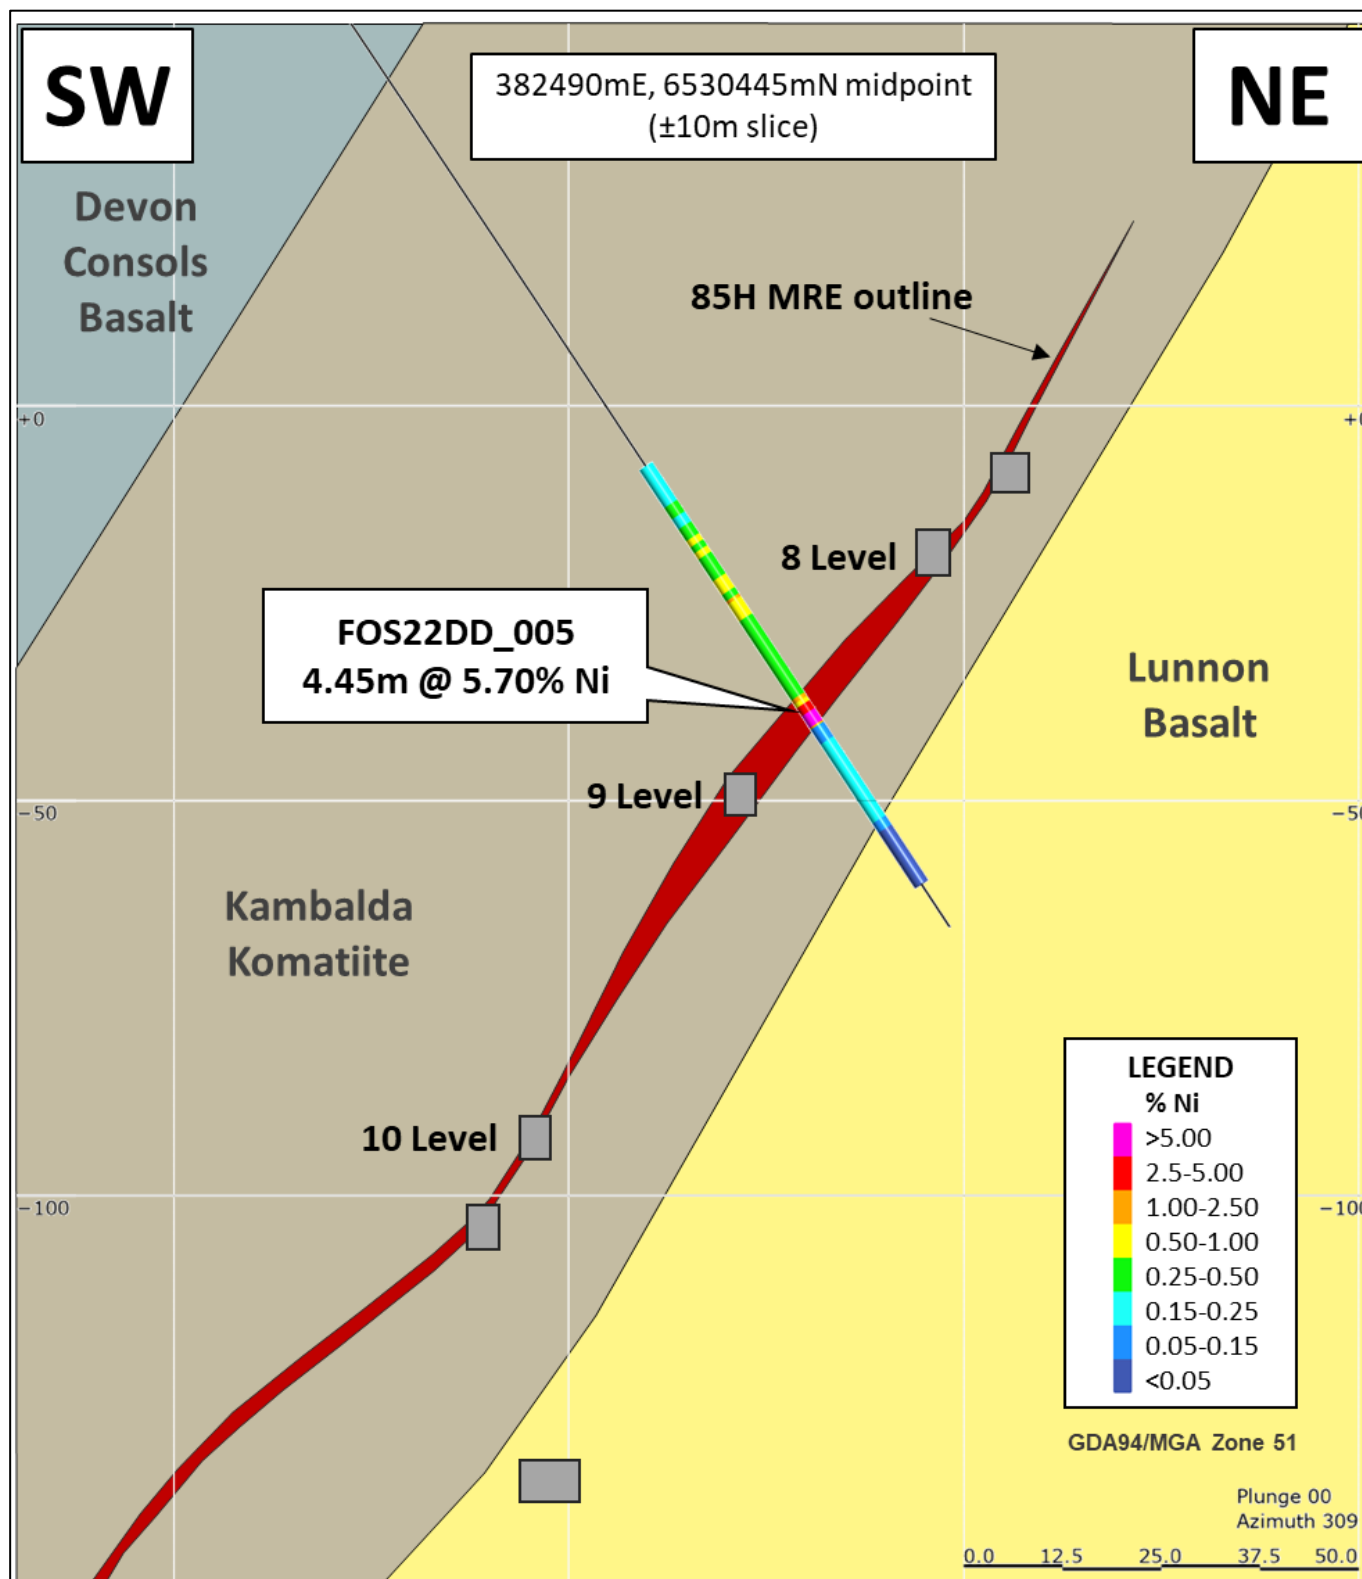 SW
382490mE, 6530445mN midpoint
(±10m slice)
NE
Devon
Consols
Basalt
85H MRE outline
+0
+0
8 Level
FOS22DD_005
4.45m @ 5.70% Ni
Lunnon
Basalt
9 Level
−50
−50
Kambalda
Komatiite
LEGEND
% Ni
>5.00
2.5-5.00
1.00-2.50
0.50-1.00
0.25-0.50
0.15-0.25
0.05-0.15
<0.05
10 Level
−100
−100
GDA94/MGA Zone 51
Plunge 00
Azimuth 309
0.0 12.5 25.0 37.5 50.0